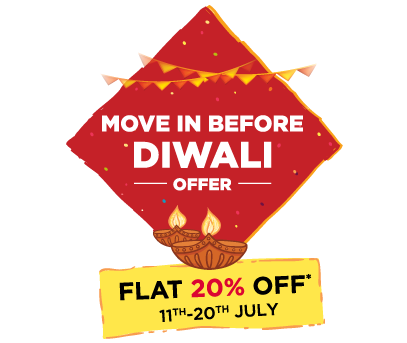 MOVE IN BEFORE
DIWALI
OFFER
FLAT 20% OFF*
11TH-20TH JULY